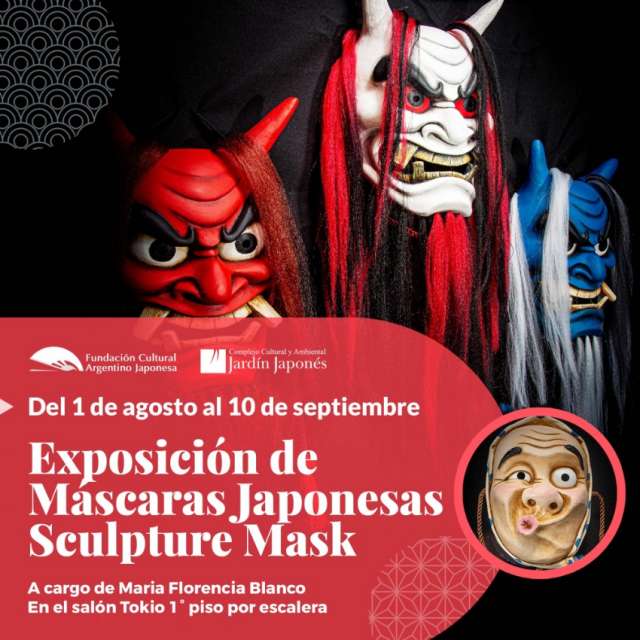 Fundación Cultural
Argentino Japonesa
Complejo Cultural y Ambiental
Jardín Japonés
Del 1 de agosto al 10 de septiembre
Exposición de
Máscaras Japonesas
Sculpture Mask
A cargo de Maria Florencia Blanco
En el salón Tokio 1° piso por escalera